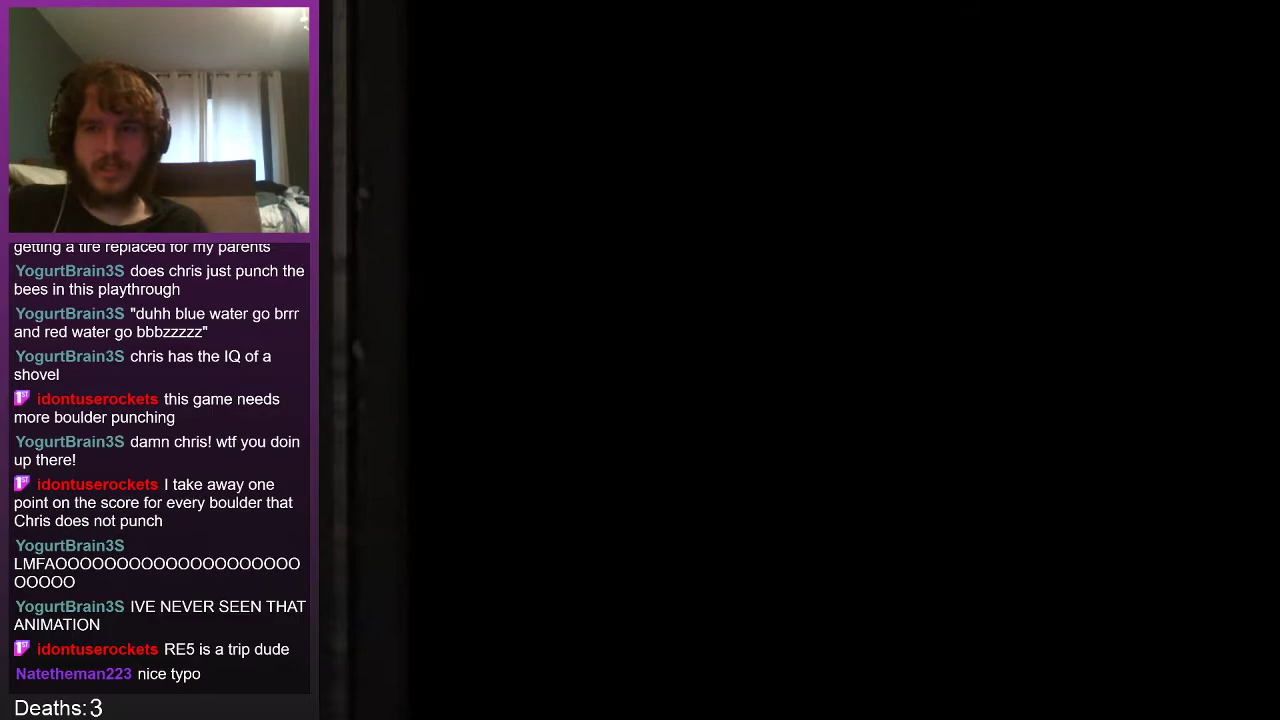 getting a tire replaced for my parents
YogurtBrain3S does chris just punch the
bees in this playthrough
YogurtBrain3S "duhh blue water go brrr
and red water go bbbzzzzz"
YogurtBrain3S chris has the IQ of a
shovel
1ST idontuserockets this game needs
more boulder punching
YogurtBrain3S damn chris! wtf you doin
up there!
1ST idontuserockets I take away one
point on the score for every boulder that
Chris does not punch
YogurtBrain3S
LMFAOOOOOOOOOOOOOOOOOOOO
OOOOO
YogurtBrain3S IVE NEVER SEEN THAT
ANIMATION
1ST idontuserockets RE5 is a trip dude
Natetheman223 nice typo
Deaths:3